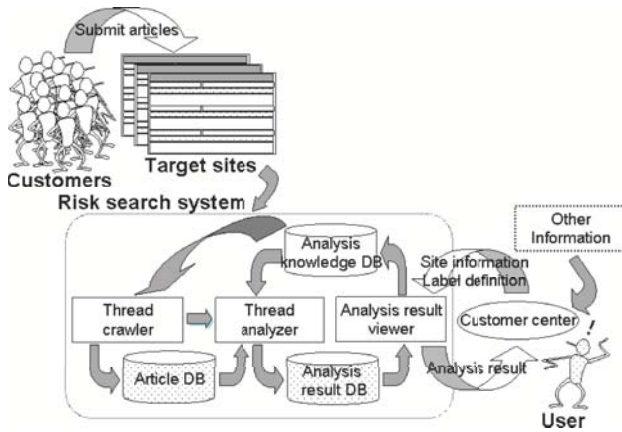 Submit articles
Target sites
Customers
Risk search system
Other
Information
Analysis
knowledge DB
Site information
Label definition
Thread
crawler
Thread
analyzer
Analysis result
viewer
Customer center
!
Article DB
Analysis
result DB
Analysis result
User